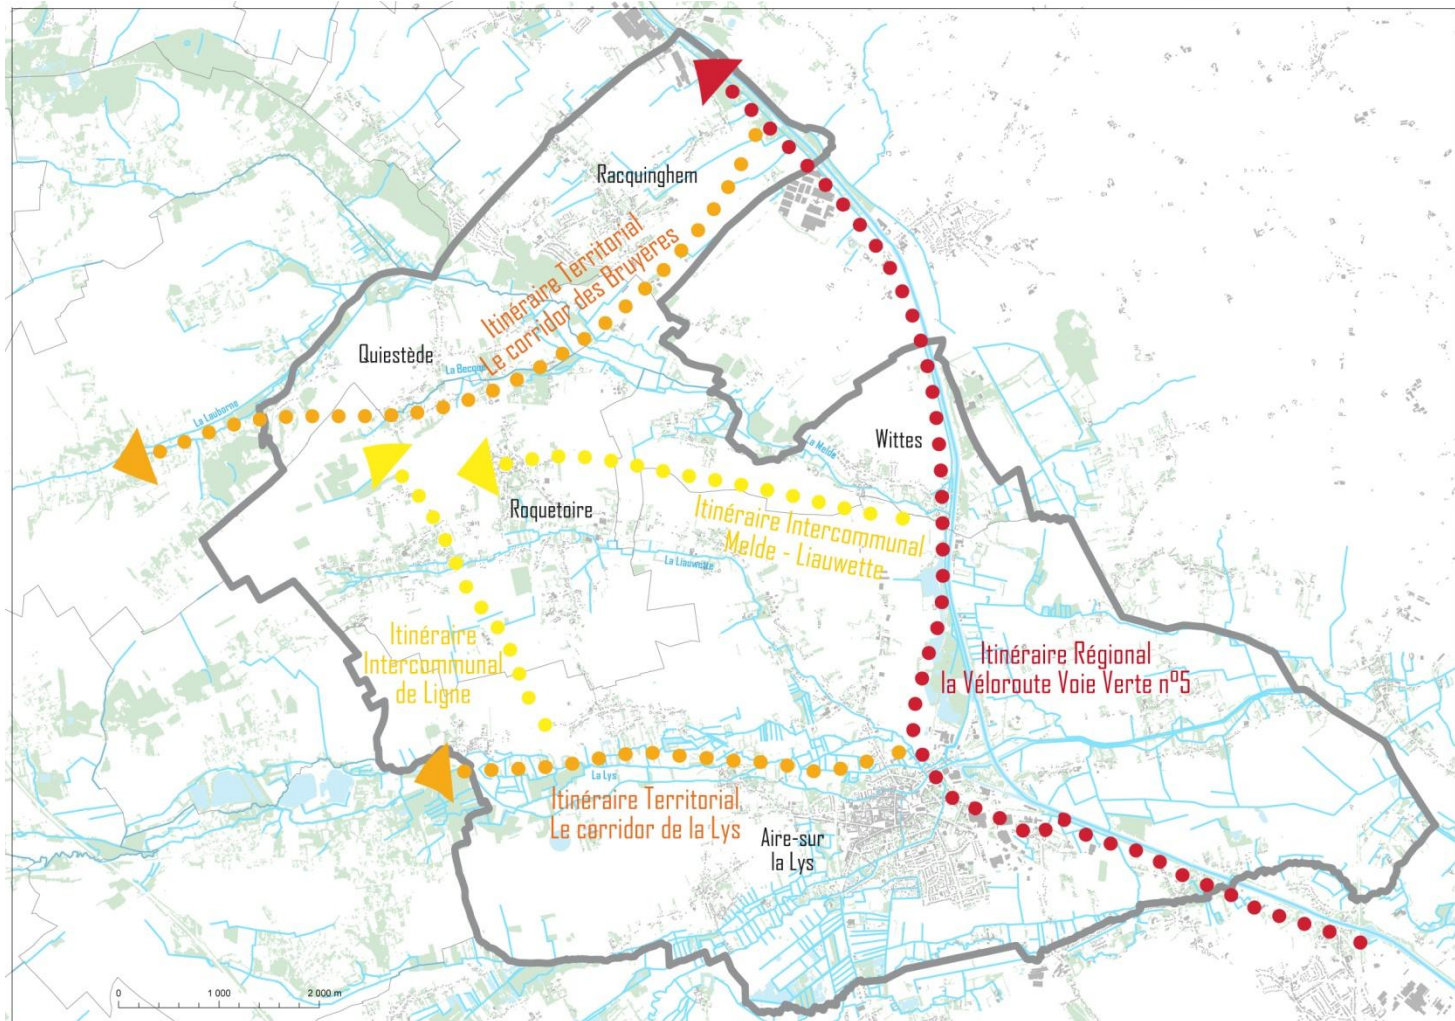 Racquinghem
Itinéraire Territorial
Le corridor des Bruyères
Quiestède
La Becque
La Lauborne
Wittes
La Melde
Roquetoire
Itinéraire Intercommunal
Melde - Liauwette
La Liauwette
Itinéraire
Intercommunal
de Ligne
Itinéraire Régional
la Véloroute Voie Verte n°5
La Lys
Itinéraire Territorial
Le corridor de la Lys
Aire-sur
la Lys
0 1 000 2 000 m